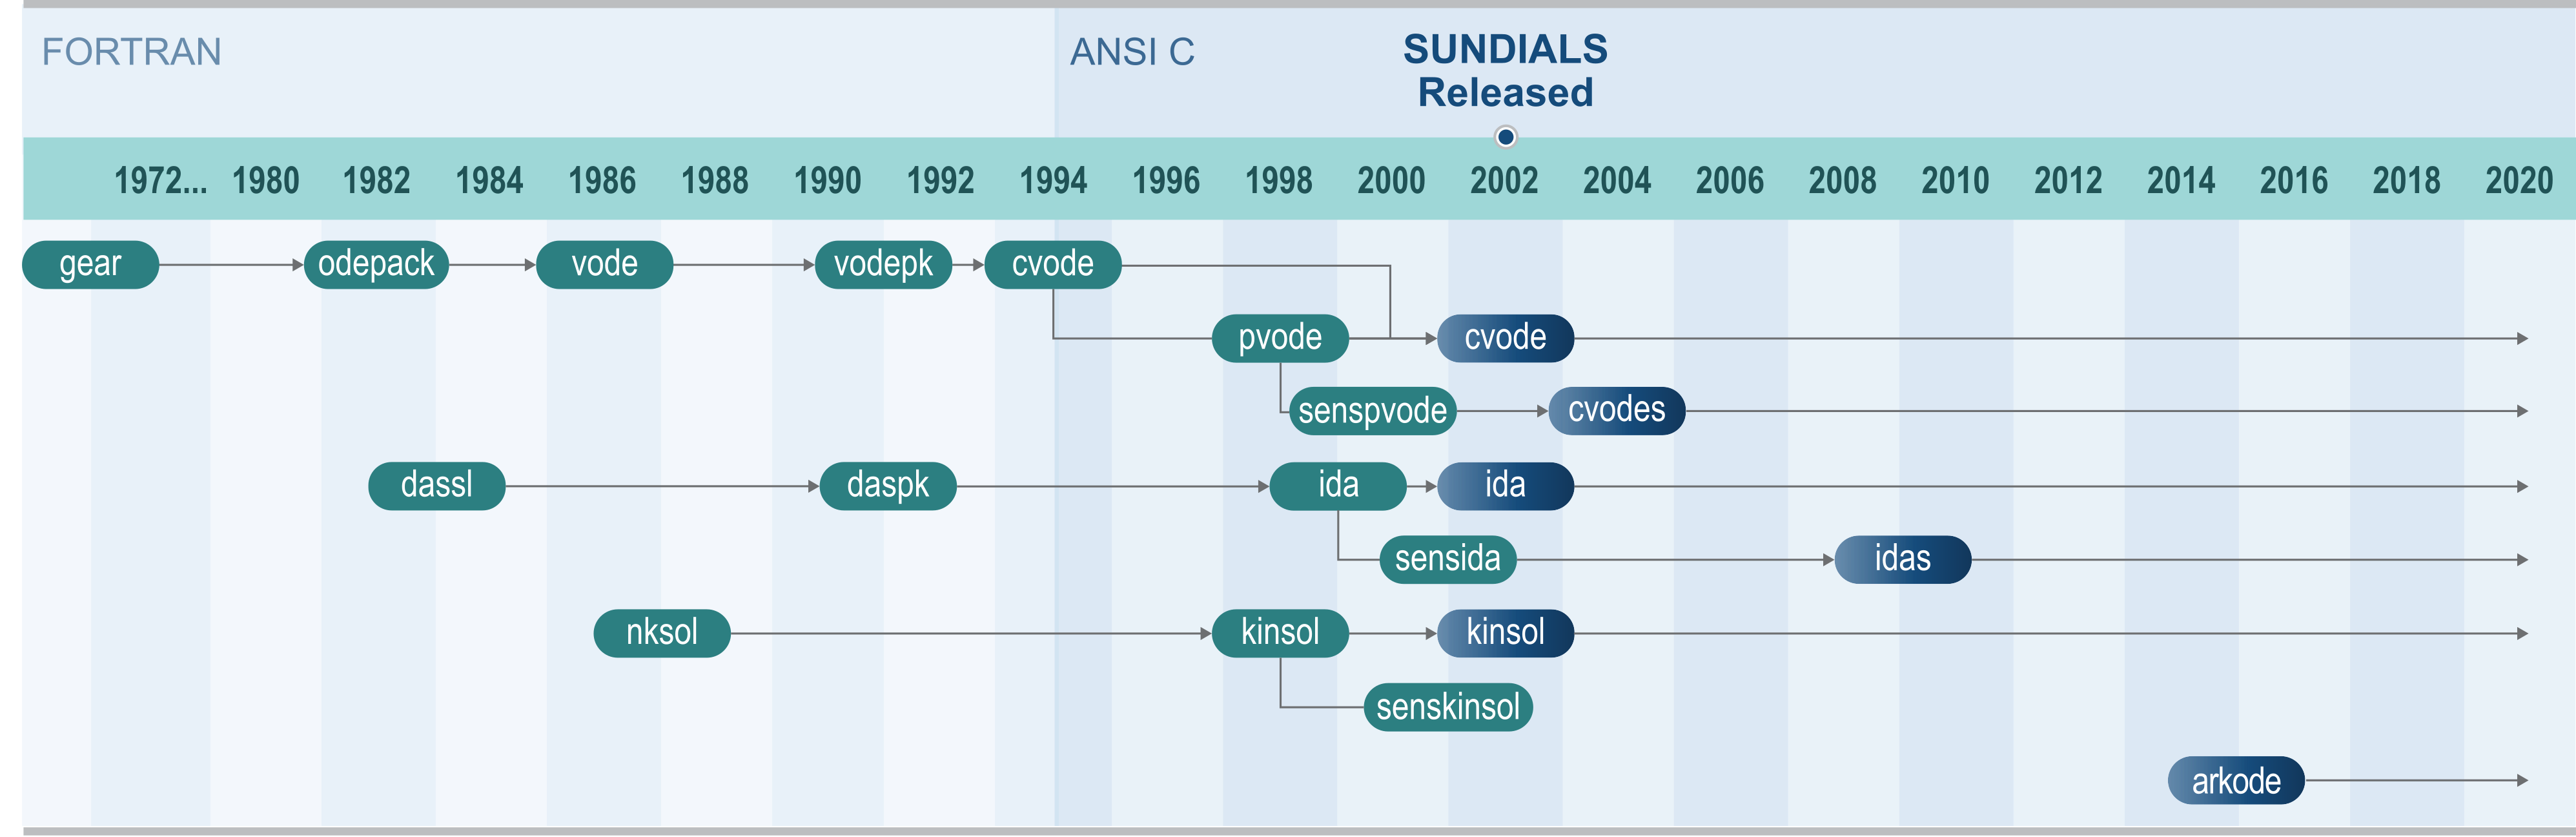 FORTRAN
ANSI C
SUNDIALS
Released
1972... 1980 1982 1984 1986 1988 1990 1992 1994 1996 1998 2000 2002 2004 2006 2008 2010 2012 2014 2016 2018 2020
gear odepack vode vodepk cvode
pvode cvode
senspvode cvodes
dassl daspk ida ida
sensida idas
nksol kinsol kinsol
senskinsol
arkode